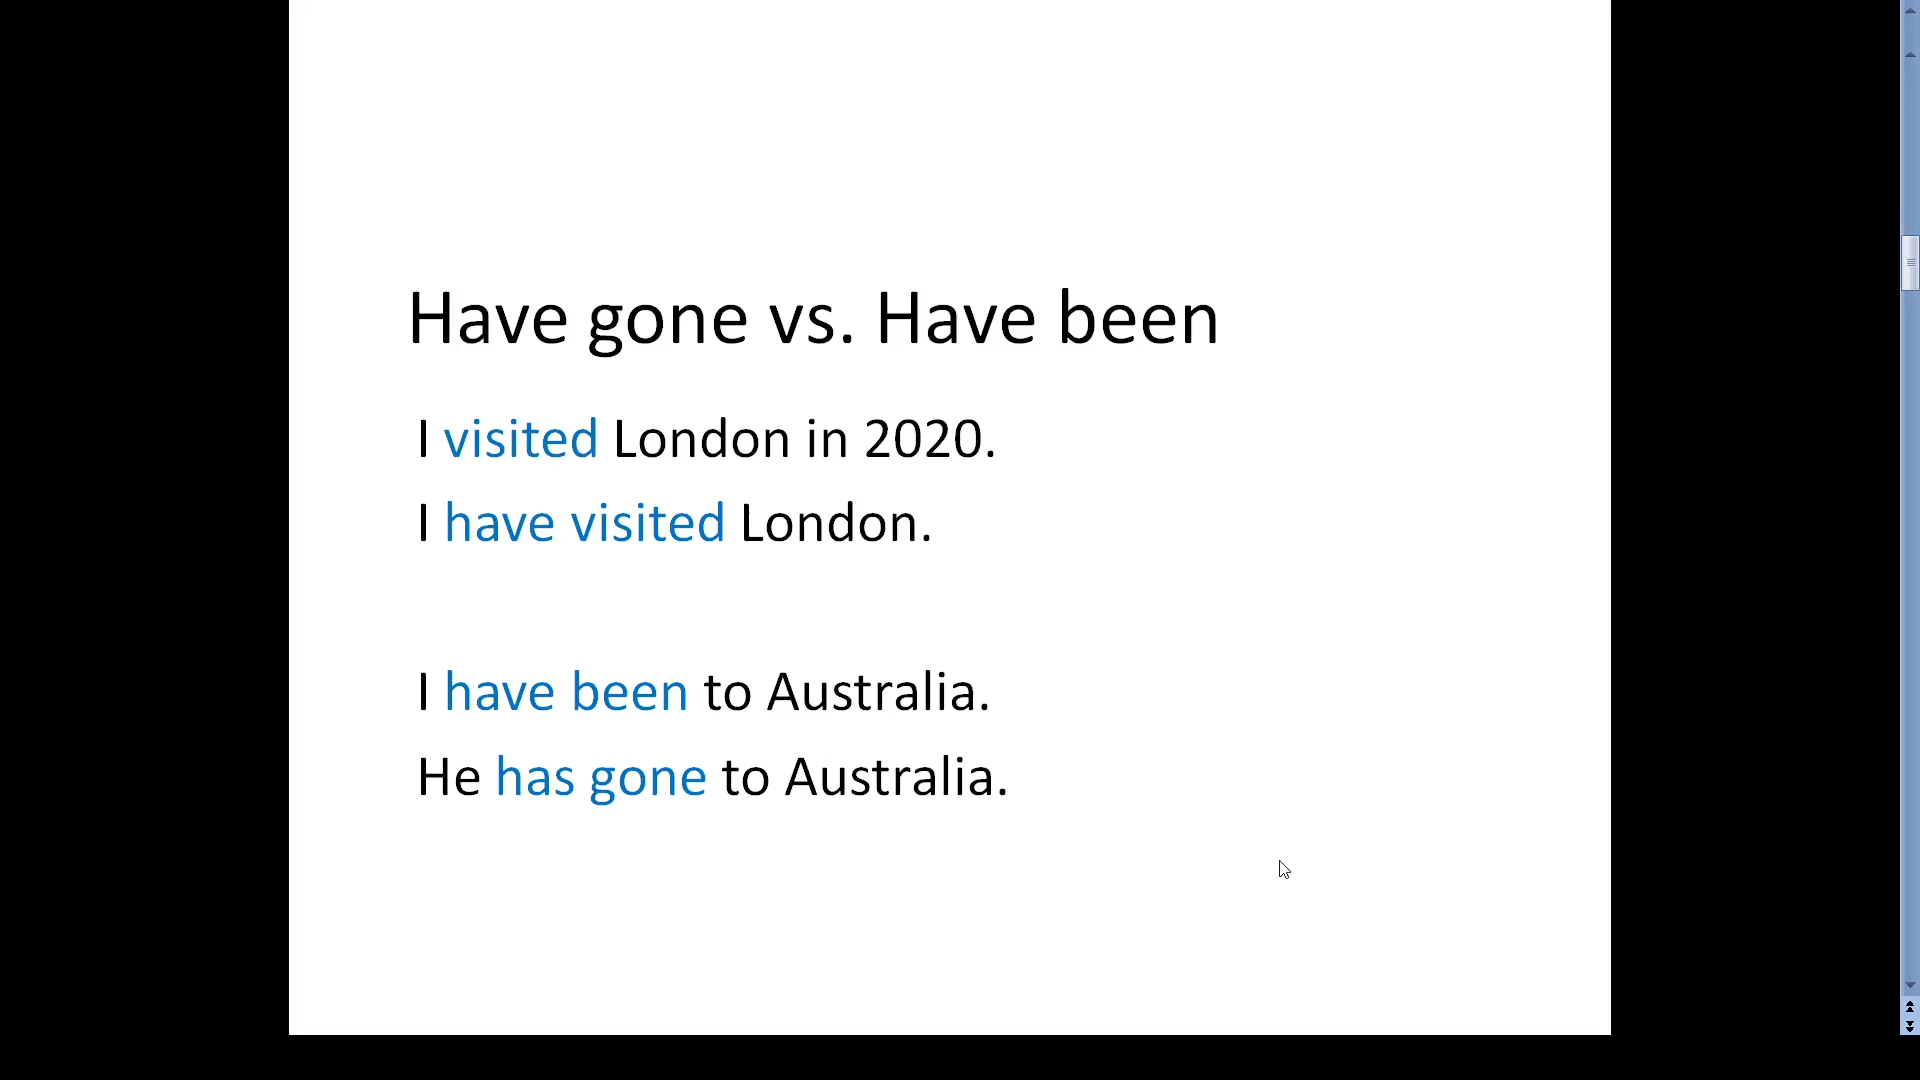 Have gone vs. Have been
I visited London in 2020.
I have visited London.
I have been to Australia.
He has gone to Australia.